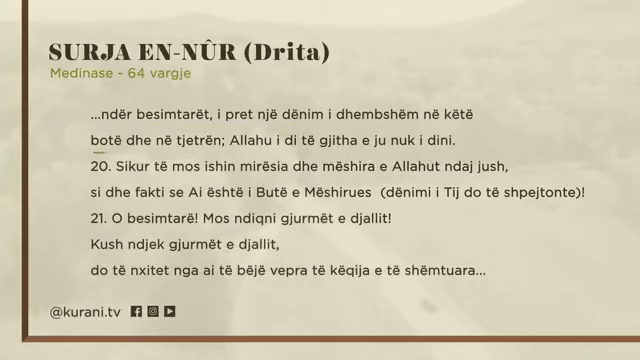 SURJA EN-NÛR (Drita)
Medinase - 64 vargje
...ndër besimtarët, i pret një dënim i dhembshëm në këtë
botë dhe në tjetrën; Allahu i di të gjitha e ju nuk i dini.
20. Sikur të mos ishin mirësia dhe mëshira e Allahut ndaj jush,
si dhe fakti se Ai është i Butë e Mëshirues (dënimi i Tij do të shpejtonte)!
21. O besimtarë! Mos ndiqni gjurmët e djallit!
Kush ndjek gjurmët e djallit,
do të nxitet nga ai të bëjë vepra të këqija e të shëmtuara...
@kurani.tv